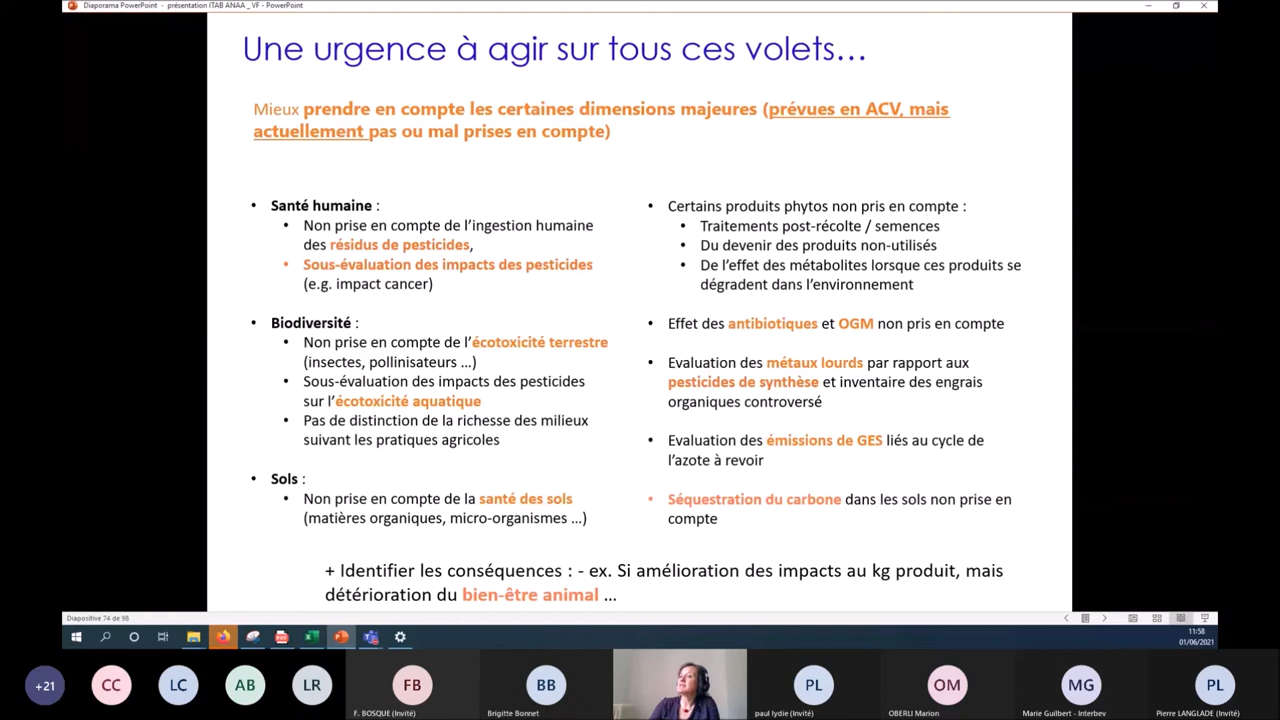 Diaporama PowerPoint - présentation ITAB ANAA _ VF - PowerPoint
Une urgence à agir sur tous ces volets…
Mieux prendre en compte les certaines dimensions majeures (prévues en ACV, mais
actuellement pas ou mal prises en compte)
• Santé humaine :
• Non prise en compte de l'ingestion humaine
des résidus de pesticides,
• Sous-évaluation des impacts des pesticides
(e.g. impact cancer)
• Biodiversité :
• Non prise en compte de l'écotoxicité terrestre
(insectes, pollinisateurs …)
• Sous-évaluation des impacts des pesticides
sur l'écotoxicité aquatique
• Pas de distinction de la richesse des milieux
suivant les pratiques agricoles
• Sols :
• Non prise en compte de la santé des sols
(matières organiques, micro-organismes …)
• Certains produits phytos non pris en compte :
• Traitements post-récolte / semences
• Du devenir des produits non-utilisés
• De l'effet des métabolites lorsque ces produits se
dégradent dans l'environnement
• Effet des antibiotiques et OGM non pris en compte
• Evaluation des métaux lourds par rapport aux
pesticides de synthèse et inventaire des engrais
organiques controversé
• Evaluation des émissions de GES liés au cycle de
l'azote à revoir
• Séquestration du carbone dans les sols non prise en
compte
+ Identifier les conséquences : - ex. Si amélioration des impacts au kg produit, mais
détérioration du bien-être animal …
Diapositive 74 de 98
11:58
01/06/2021
+21
CC
LC
AB
LR
FB
F. BOSQUE (Invité)
BB
Brigitte Bonnet
PL
paul lydie (Invité)
OM
OBERLI Marion
MG
Marie Guilbert - Interbev
PL
Pierre LANGLADE (Invité)